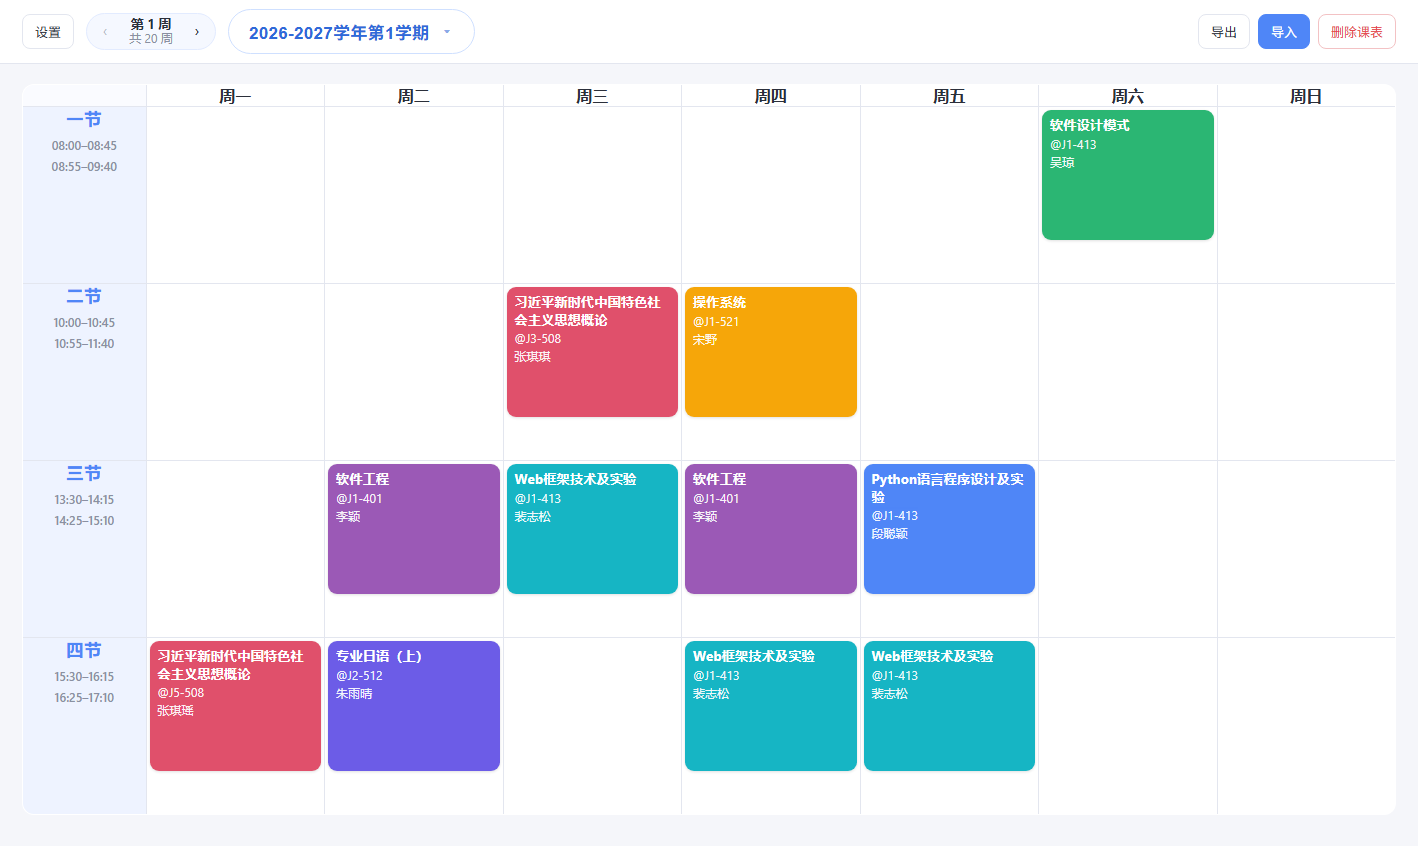 设置
‹
第 1 周
共 20 周
›
2026-2027学年第1学期
导出
导入
删除课表
周一
周二
周三
周四
周五
周六
周日
一节
08:00–08:45
08:55–09:40
软件设计模式
@J1-413
吴琼
二节
10:00–10:45
10:55–11:40
习近平新时代中国特色社
会主义思想概论
@J3-508
张琪琪
操作系统
@J1-521
宋野
三节
13:30–14:15
14:25–15:10
软件工程
@J1-401
李颖
Web框架技术及实验
@J1-413
裴志松
软件工程
@J1-401
李颖
Python语言程序设计及实
验
@J1-413
段聪颖
四节
15:30–16:15
16:25–17:10
习近平新时代中国特色社
会主义思想概论
@J5-508
张琪瑶
专业日语（上）
@J2-512
朱雨晴
Web框架技术及实验
@J1-413
裴志松
Web框架技术及实验
@J1-413
裴志松